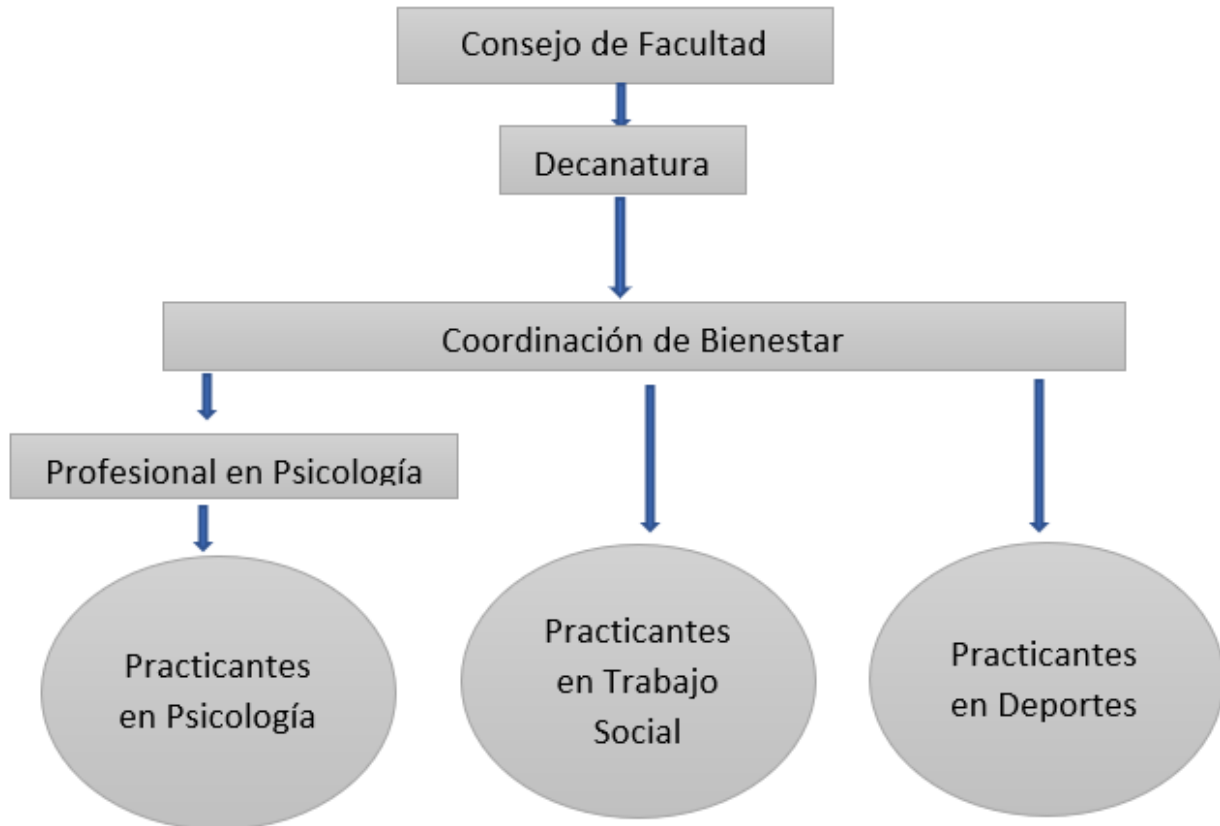 Consejo de Facultad
Decanatura
Coordinación de Bienestar
Profesional en Psicología
Practicantes
en Psicología
Practicantes
en Trabajo
Social
Practicantes
en Deportes